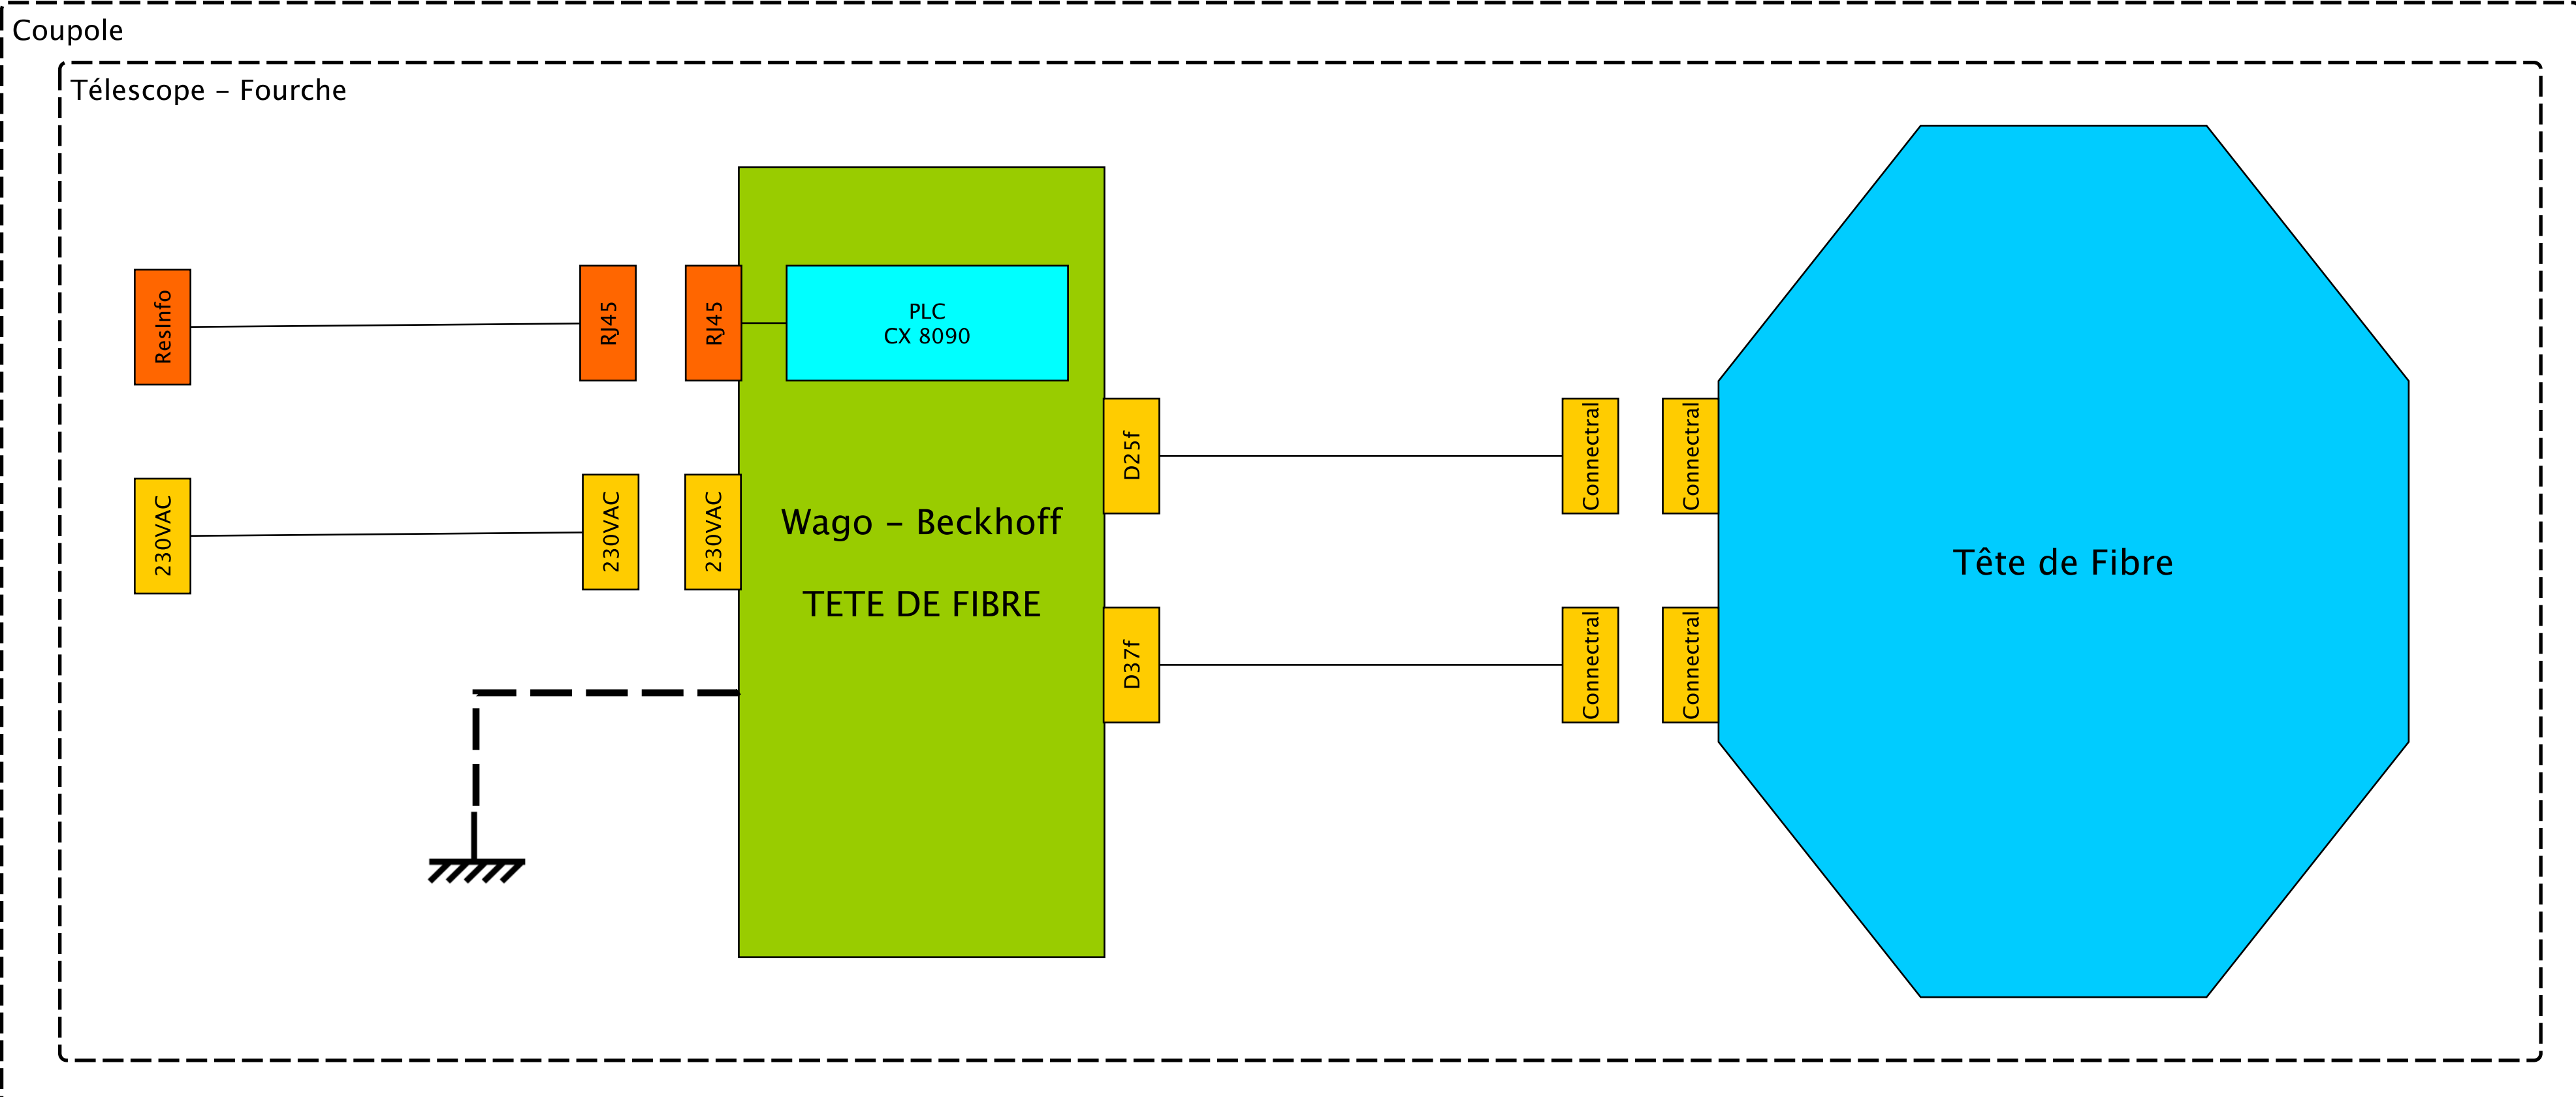 Coupole
Télescope – Fourche
ResInfo
RJ45
RJ45
PLC
CX 8090
230VAC
230VAC
230VAC
Wago – Beckhoff
TETE DE FIBRE
D25f
Connectral
Connectral
D37f
Connectral
Connectral
Tête de Fibre